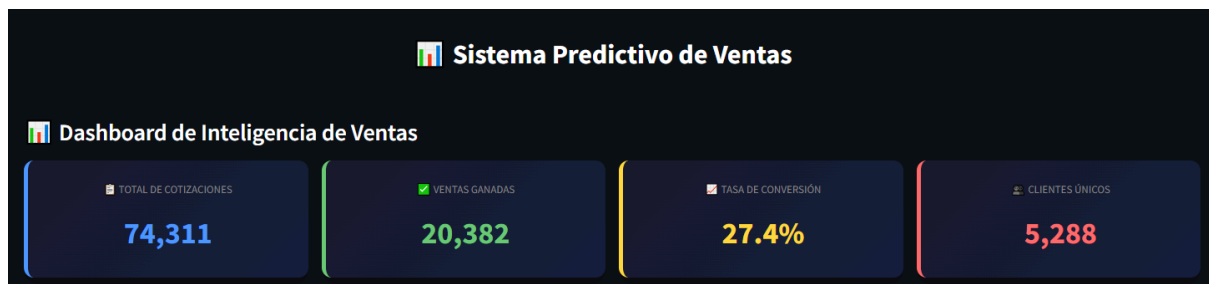 Sistema Predictivo de Ventas
Dashboard de Inteligencia de Ventas
TOTAL DE COTIZACIONES
74,311
VENTAS GANADAS
20,382
TASA DE CONVERSIÓN
27.4%
CLIENTES ÚNICOS
5,288